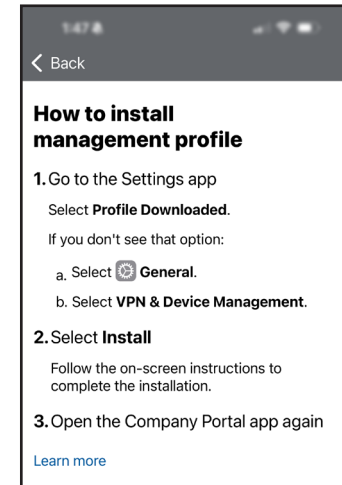 1:47
Back
How to install
management profile
1. Go to the Settings app
Select Profile Downloaded.
If you don't see that option:
a. Select General.
b. Select VPN & Device Management.
2. Select Install
Follow the on-screen instructions to
complete the installation.
3. Open the Company Portal app again
Learn more